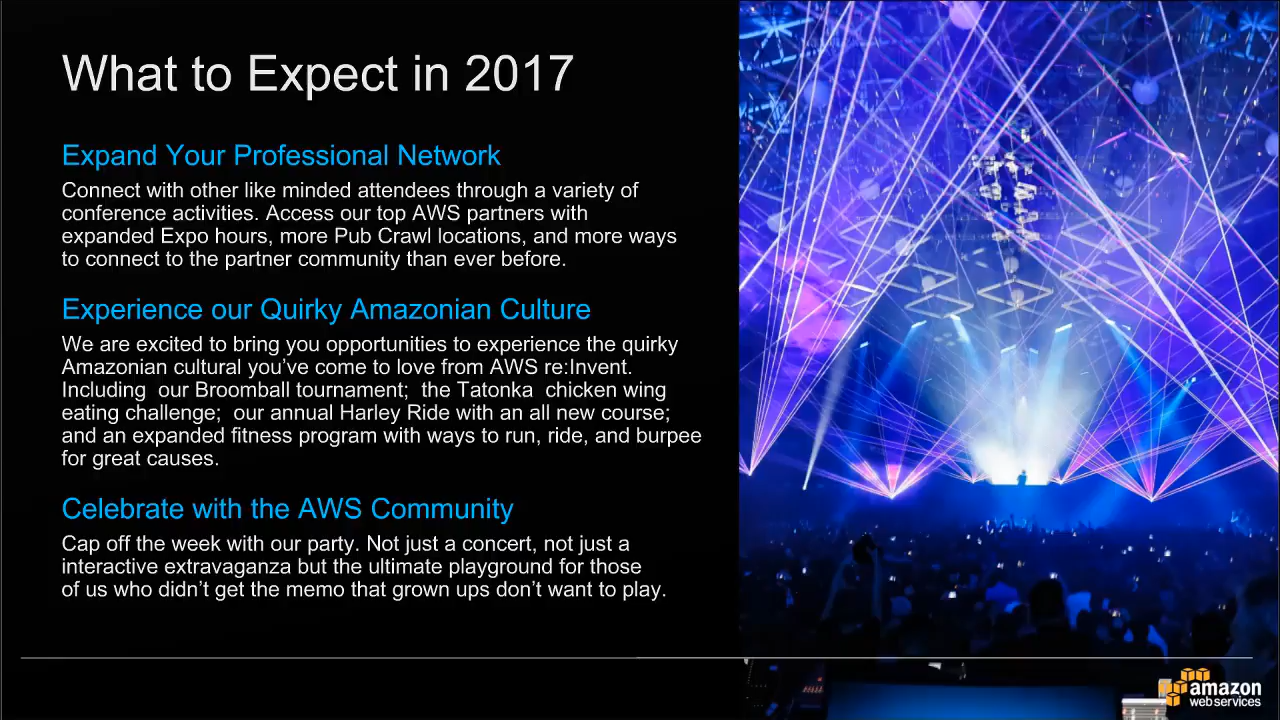 What to Expect in 2017
Expand Your Professional Network
Connect with other like minded attendees through a variety of
conference activities. Access our top AWS partners with
expanded Expo hours, more Pub Crawl locations, and more ways
to connect to the partner community than ever before.
Experience our Quirky Amazonian Culture
We are excited to bring you opportunities to experience the quirky
Amazonian cultural you’ve come to love from AWS re:Invent.
Including  our Broomball tournament;  the Tatonka  chicken wing
eating challenge;  our annual Harley Ride with an all new course;
and an expanded fitness program with ways to run, ride, and burpee
for great causes.
Celebrate with the AWS Community
Cap off the week with our party. Not just a concert, not just a
interactive extravaganza but the ultimate playground for those
of us who didn’t get the memo that grown ups don’t want to play.
amazon
webservices